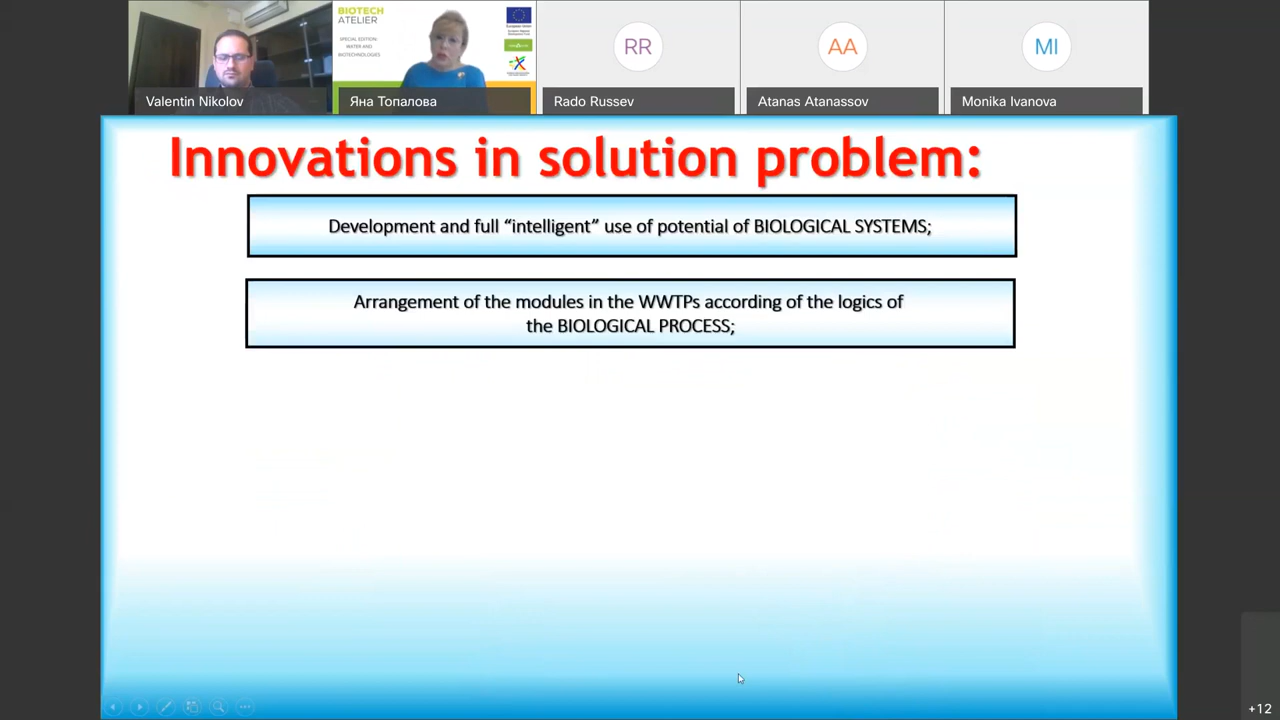 BIOTECH
ATELIER
SPECIAL EDITION:
WATER AND
BIOTECHNOLOGIES
RR
AA
MI
Valentin Nikolov
Яна Топалова
Rado Russev
Atanas Atanassov
Monika Ivanova
Innovations in solution problem:
Development and full “intelligent” use of potential of BIOLOGICAL SYSTEMS;
Arrangement of the modules in the WWTPs according of the logics of
the BIOLOGICAL PROCESS;
+12